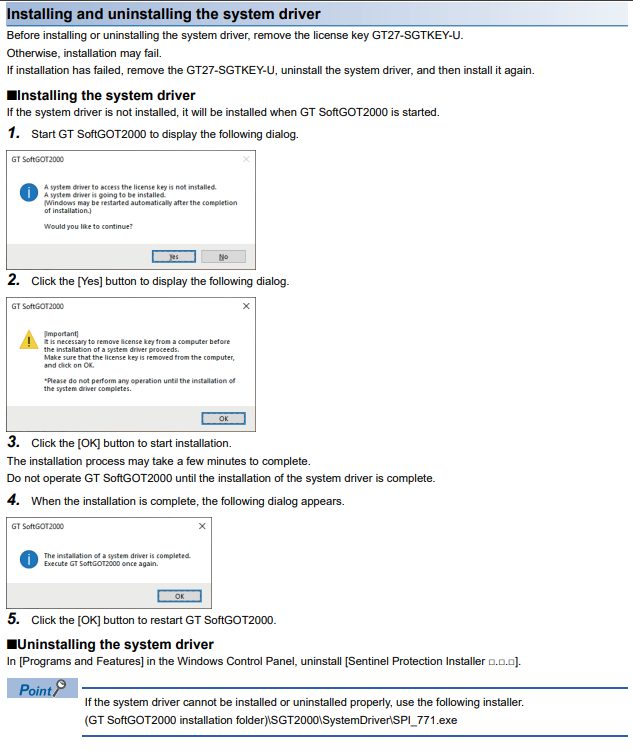 Installing and uninstalling the system driver
Before installing or uninstalling the system driver, remove the license key GT27-SGTKEY-U.
Otherwise, installation may fail.
If installation has failed, remove the GT27-SGTKEY-U, uninstall the system driver, and then install it again.
■Installing the system driver
If the system driver is not installed, it will be installed when GT SoftGOT2000 is started.
1. Start GT SoftGOT2000 to display the following dialog.
GT SoftGOT2000
A system driver to access the license key is not installed.
A system driver is going to be installed.
(Windows may be restarted automatically after the completion
of installation.)
Would you like to continue?
Yes No
2. Click the [Yes] button to display the following dialog.
GT SoftGOT2000
[Important]
It is necessary to remove license key from a computer before
the installation of a system driver proceeds.
Make sure that the license key is removed from the computer,
and click on OK.
*Please do not perform any operation until the installation of
the system driver completes.
OK
3. Click the [OK] button to start installation.
The installation process may take a few minutes to complete.
Do not operate GT SoftGOT2000 until the installation of the system driver is complete.
4. When the installation is complete, the following dialog appears.
GT SoftGOT2000
The installation of a system driver is completed.
Execute GT SoftGOT2000 once again.
OK
5. Click the [OK] button to restart GT SoftGOT2000.
■Uninstalling the system driver
In [Programs and Features] in the Windows Control Panel, uninstall [Sentinel Protection Installer □.□.□].
Point
If the system driver cannot be installed or uninstalled properly, use the following installer.
(GT SoftGOT2000 installation folder)\SGT2000\SystemDriver\SPI_771.exe